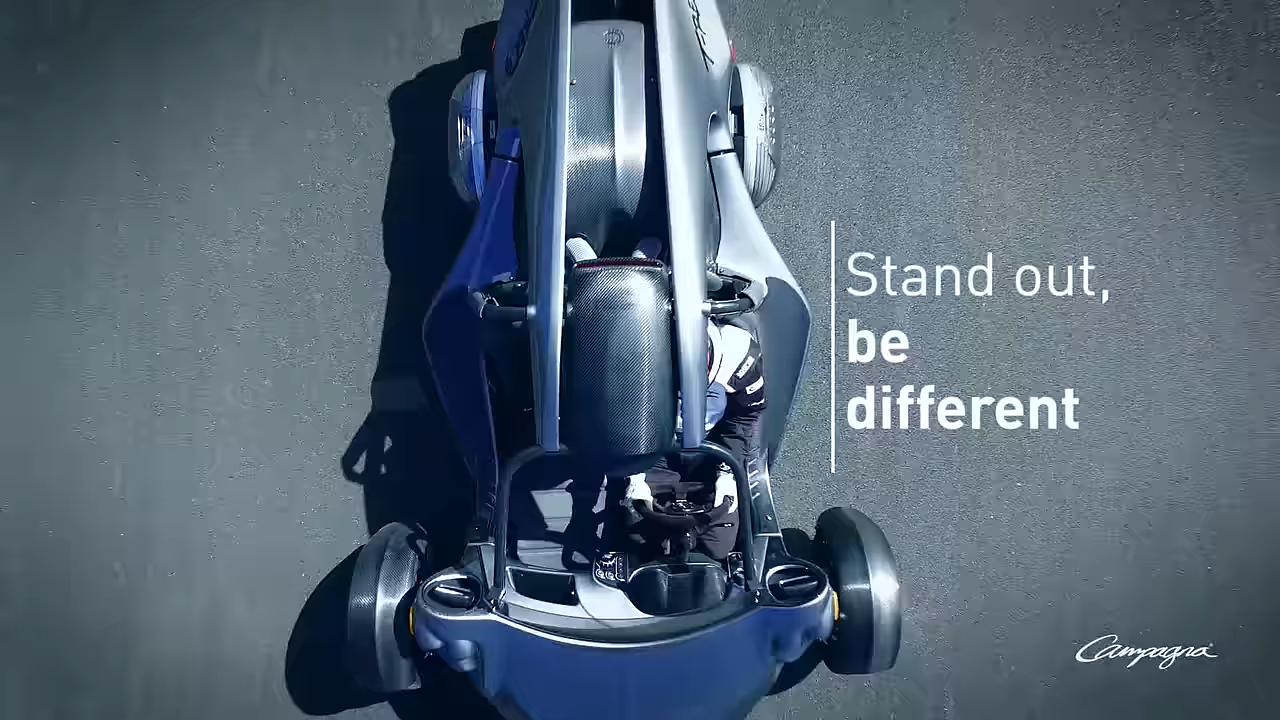 Stand out,
be
different
Campagna